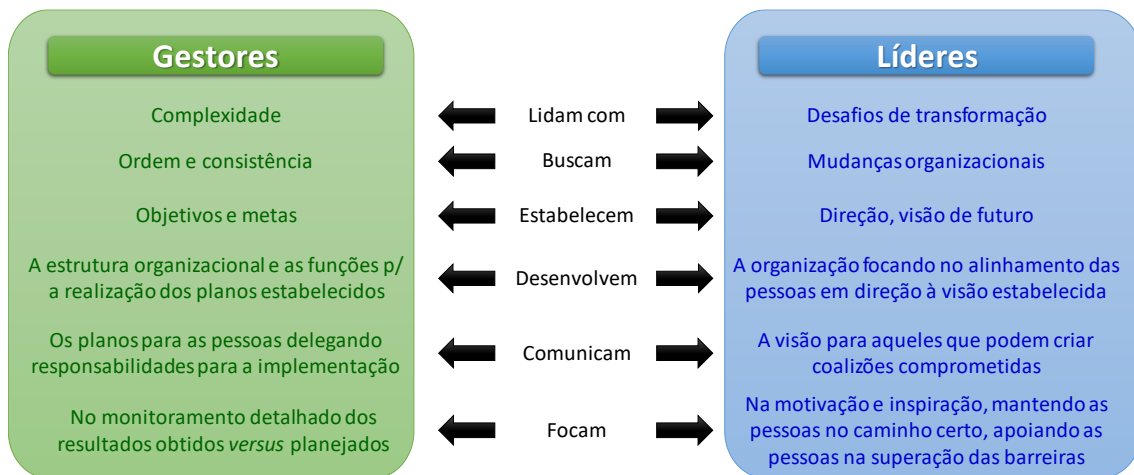 Gestores
Líderes
Complexidade
Lidam com
Desafios de transformação
Ordem e consistência
Buscam
Mudanças organizacionais
Objetivos e metas
Estabelecem
Direção, visão de futuro
A estrutura organizacional e as funções p/
a realização dos planos estabelecidos
Desenvolvem
A organização focando no alinhamento das
pessoas em direção à visão estabelecida
Os planos para as pessoas delegando
responsabilidades para a implementação
Comunicam
A visão para aqueles que podem criar
coalizões comprometidas
No monitoramento detalhado dos
resultados obtidos versus planejados
Focam
Na motivação e inspiração, mantendo as
pessoas no caminho certo, apoiando as
pessoas na superação das barreiras